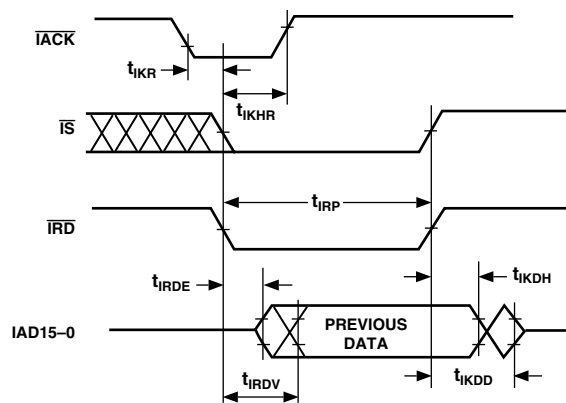 IACK
tIKR
tIKHR
IS
tIRP
IRD
tIRDE
tIKDH
IAD15–0
PREVIOUS
DATA
tIKDD
tIRDV